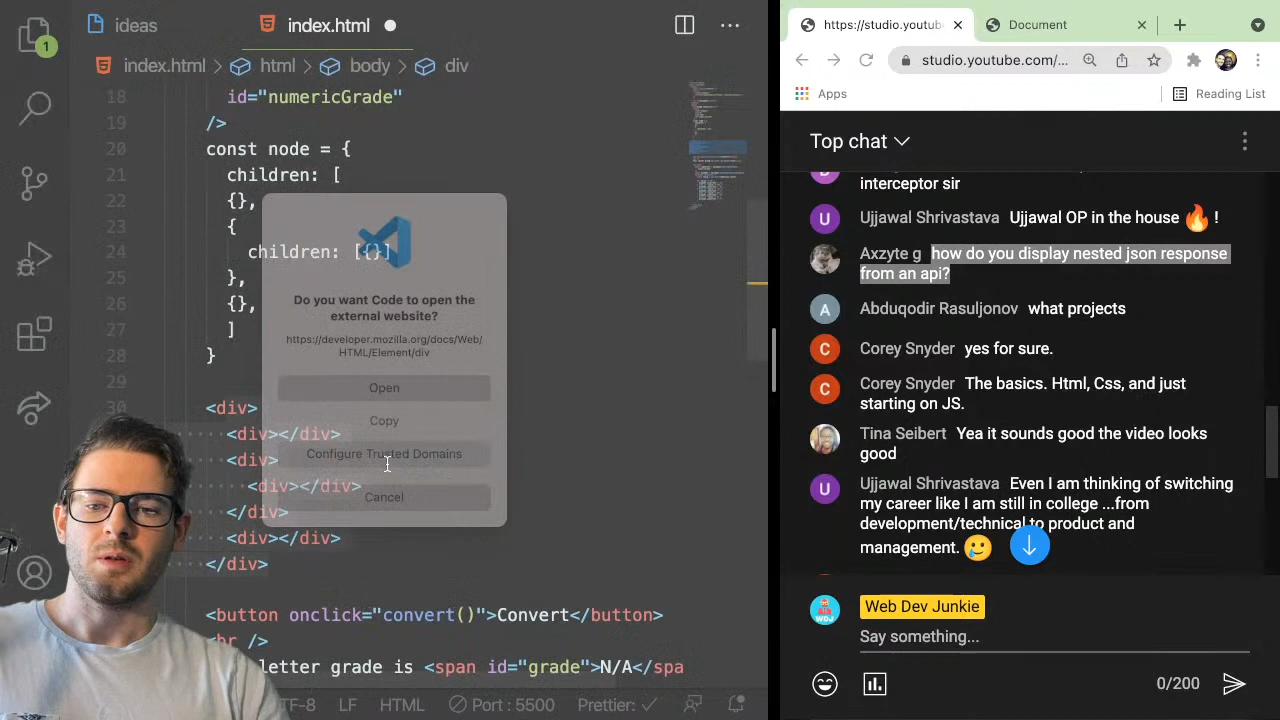 1
ideas
index.html
index.html > html > body > div
18 id="numericGrade"
19 />
20 const node = {
21 children: [
22 {},
23 {
24 children: [{}]
25 },
26 {},
27 ]
28 }
29
30 <div>
<div></div>
<div>
<div></div>
</div>
<div></div>
</div>
<button onclick="convert()">Convert</button>
<br />
letter grade is <span id="grade">N/A</spa
Do you want Code to open the
external website?
https://developer.mozilla.org/docs/Web/
HTML/Element/div
Open
Copy
Configure Trusted Domains
Cancel
LF HTML Port : 5500 Prettier: ✓
https://studio.youtub
Document
studio.youtube.com/...
Apps
Reading List
Top chat
interceptor sir
U Ujjawal Shrivastava Ujjawal OP in the house 🔥 !
Axzyte g how do you display nested json response
from an api?
A Abduqodir Rasuljonov what projects
C Corey Snyder yes for sure.
C Corey Snyder The basics. Html, Css, and just
starting on JS.
Tina Seibert Yea it sounds good the video looks
good
U Ujjawal Shrivastava Even I am thinking of switching
my career like I am still in college ...from
development/technical to product and
management. 🥲
WDJ
Web Dev Junkie
Say something...
0/200